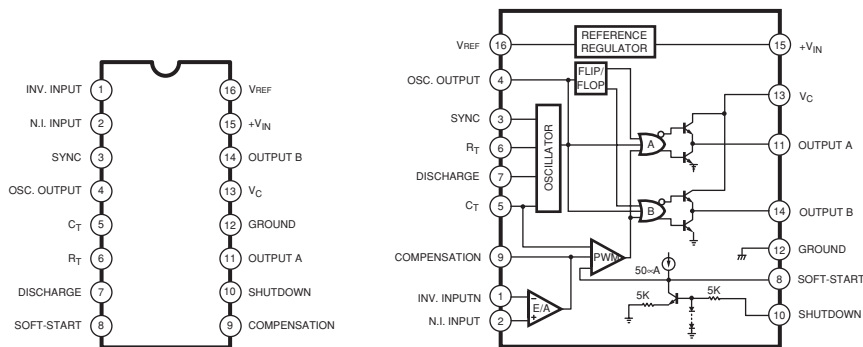 INV. INPUT 1
N.I. INPUT 2
SYNC 3
OSC. OUTPUT 4
CT 5
RT 6
DISCHARGE 7
SOFT-START 8
16 VREF
15 +VIN
14 OUTPUT B
13 VC
12 GROUND
11 OUTPUT A
10 SHUTDOWN
9 COMPENSATION
VREF 16
REFERENCE
REGULATOR
15 +VIN
OSC. OUTPUT 4
FLIP/
FLOP
13 VC
SYNC 3
RT 6
DISCHARGE 7
CT 5
OSCILLATOR
A
11 OUTPUT A
B
14 OUTPUT B
COMPENSATION 9
PWM
12 GROUND
50∞A
8 SOFT-START
INV. INPUTN 1
N.I. INPUT 2
E/A
− +
5K
5K
10 SHUTDOWN